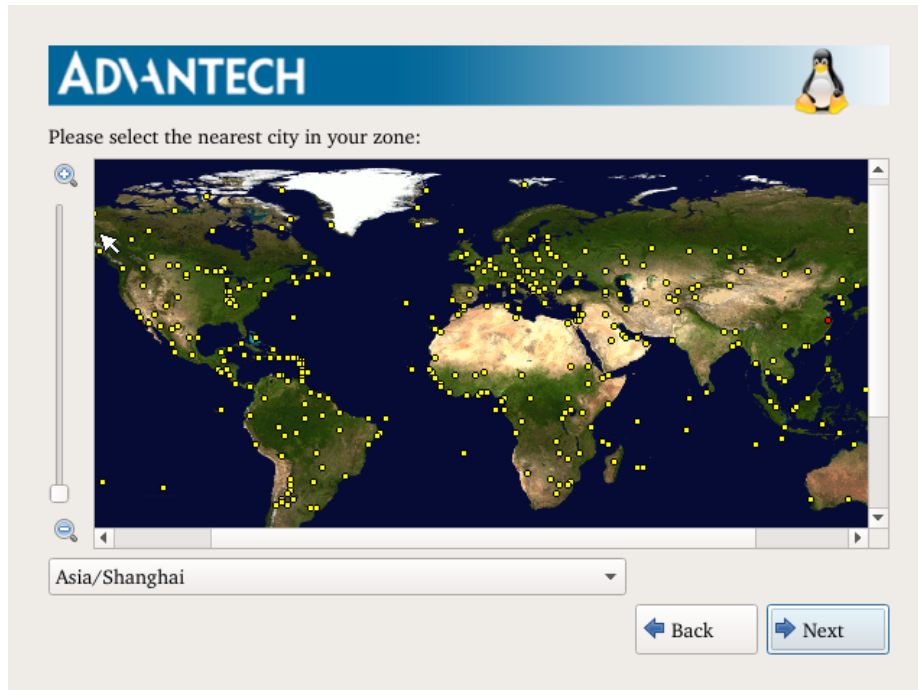 ADVANTECH
Please select the nearest city in your zone:
Asia/Shanghai
Back
Next